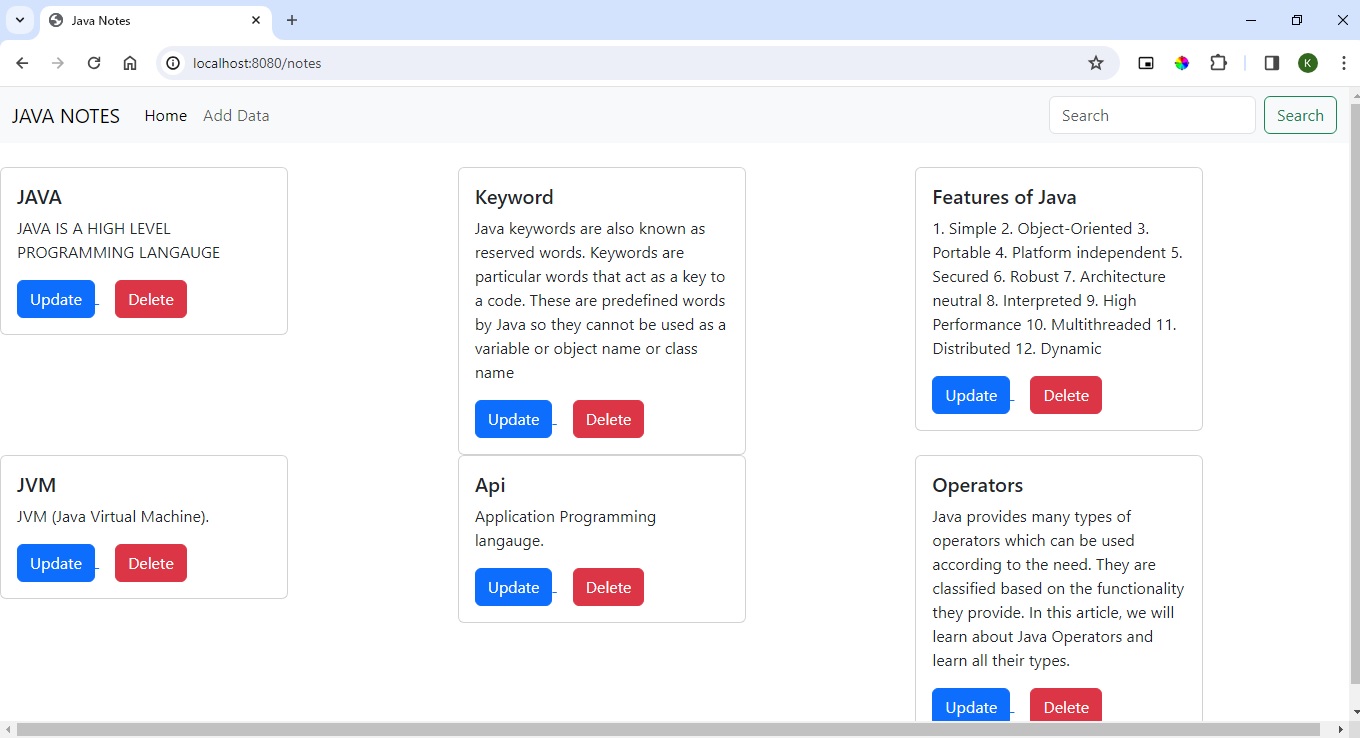 Java Notes
localhost:8080/notes
K
JAVA NOTES Home Add Data Search Search
JAVA
JAVA IS A HIGH LEVEL
PROGRAMMING LANGAUGE
Update Delete
Keyword
Java keywords are also known as
reserved words. Keywords are
particular words that act as a key to
a code. These are predefined words
by Java so they cannot be used as a
variable or object name or class
name
Update Delete
Features of Java
1. Simple 2. Object-Oriented 3.
Portable 4. Platform independent 5.
Secured 6. Robust 7. Architecture
neutral 8. Interpreted 9. High
Performance 10. Multithreaded 11.
Distributed 12. Dynamic
Update Delete
JVM
JVM (Java Virtual Machine).
Update Delete
Api
Application Programming
langauge.
Update Delete
Operators
Java provides many types of
operators which can be used
according to the need. They are
classified based on the functionality
they provide. In this article, we will
learn about Java Operators and
learn all their types.
Update Delete